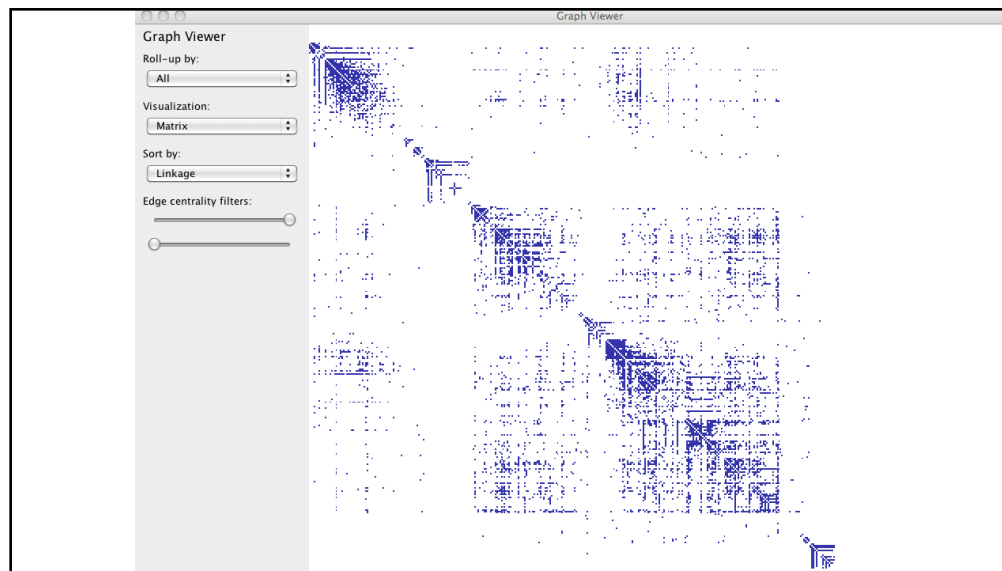 Graph Viewer
Graph Viewer
Roll-up by:
All
Visualization:
Matrix
Sort by:
Linkage
Edge centrality filters: